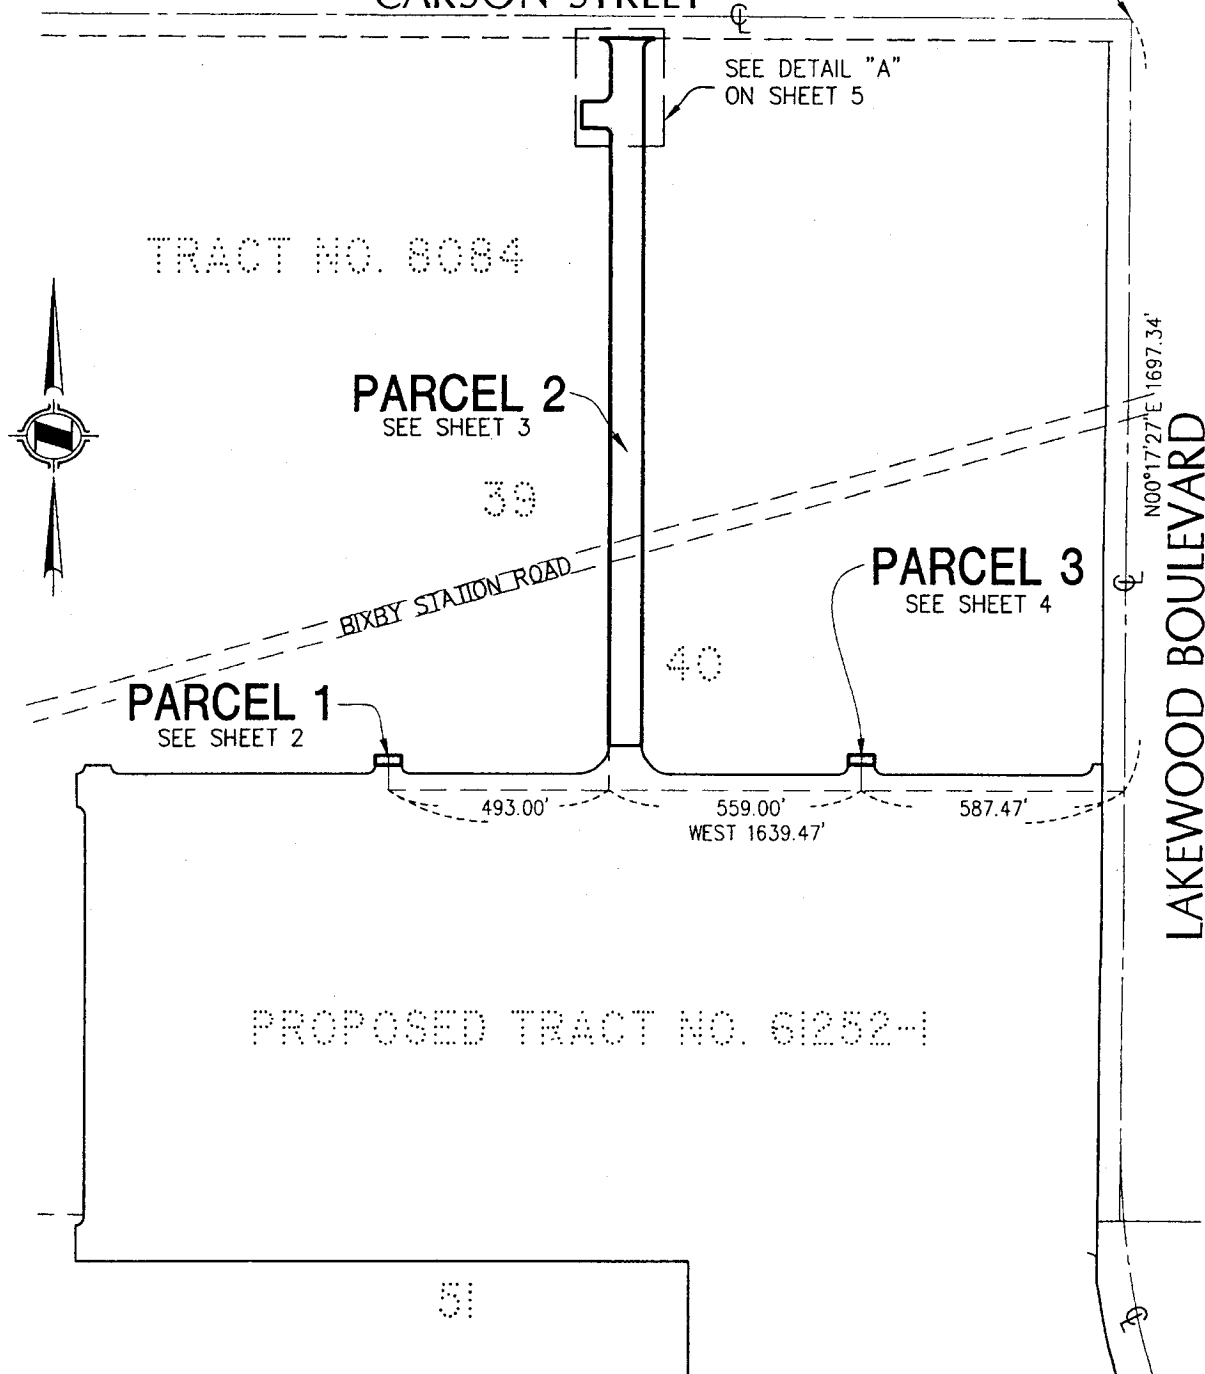 CARSON STREET
℄
SEE DETAIL "A"
ON SHEET 5
TRACT NO. 8084
N00°17'27"E 1697.34'
PARCEL 2
SEE SHEET 3
39
LAKEWOOD BOULEVARD
BIXBY STATION ROAD
PARCEL 3
SEE SHEET 4
℄
40
PARCEL 1
SEE SHEET 2
493.00'
559.00'
587.47'
WEST 1639.47'
PROPOSED TRACT NO. 61252-1
51
℄